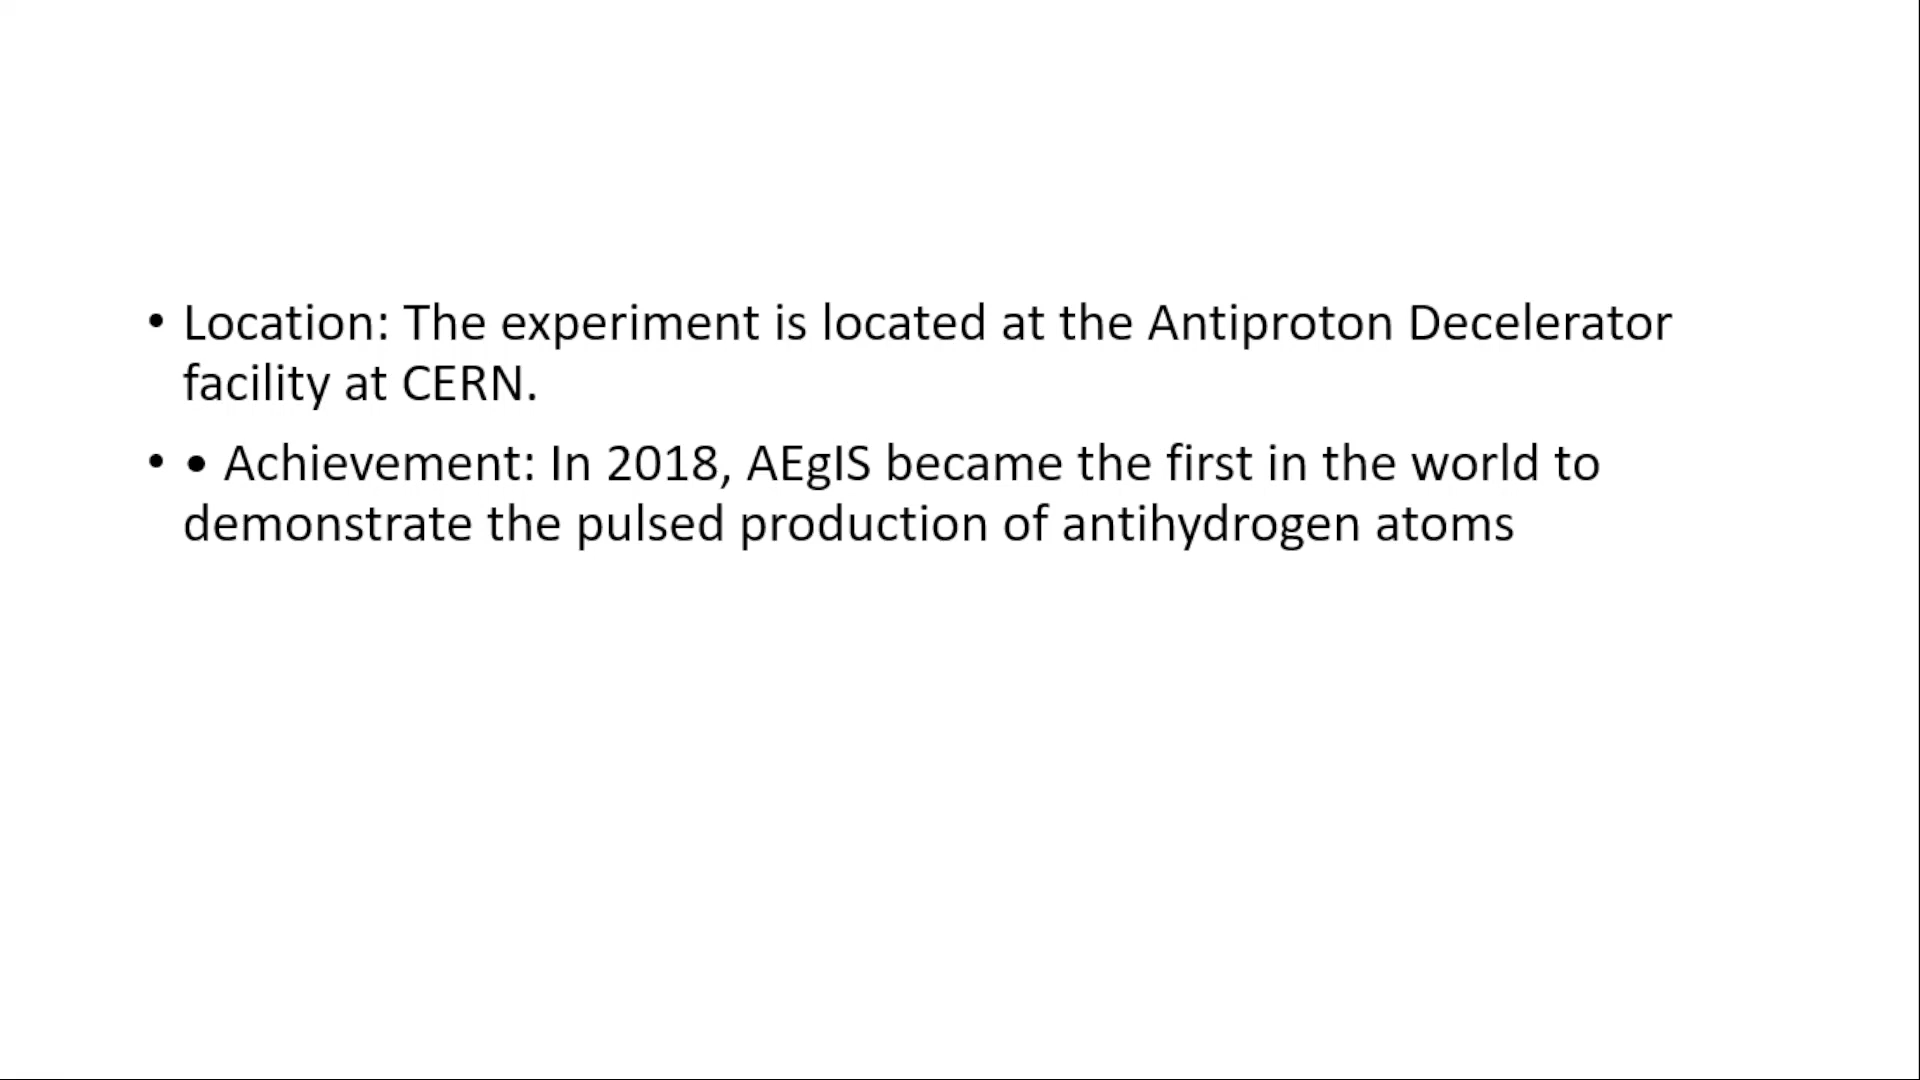 • Location: The experiment is located at the Antiproton Decelerator
facility at CERN.
• • Achievement: In 2018, AEgIS became the first in the world to
demonstrate the pulsed production of antihydrogen atoms